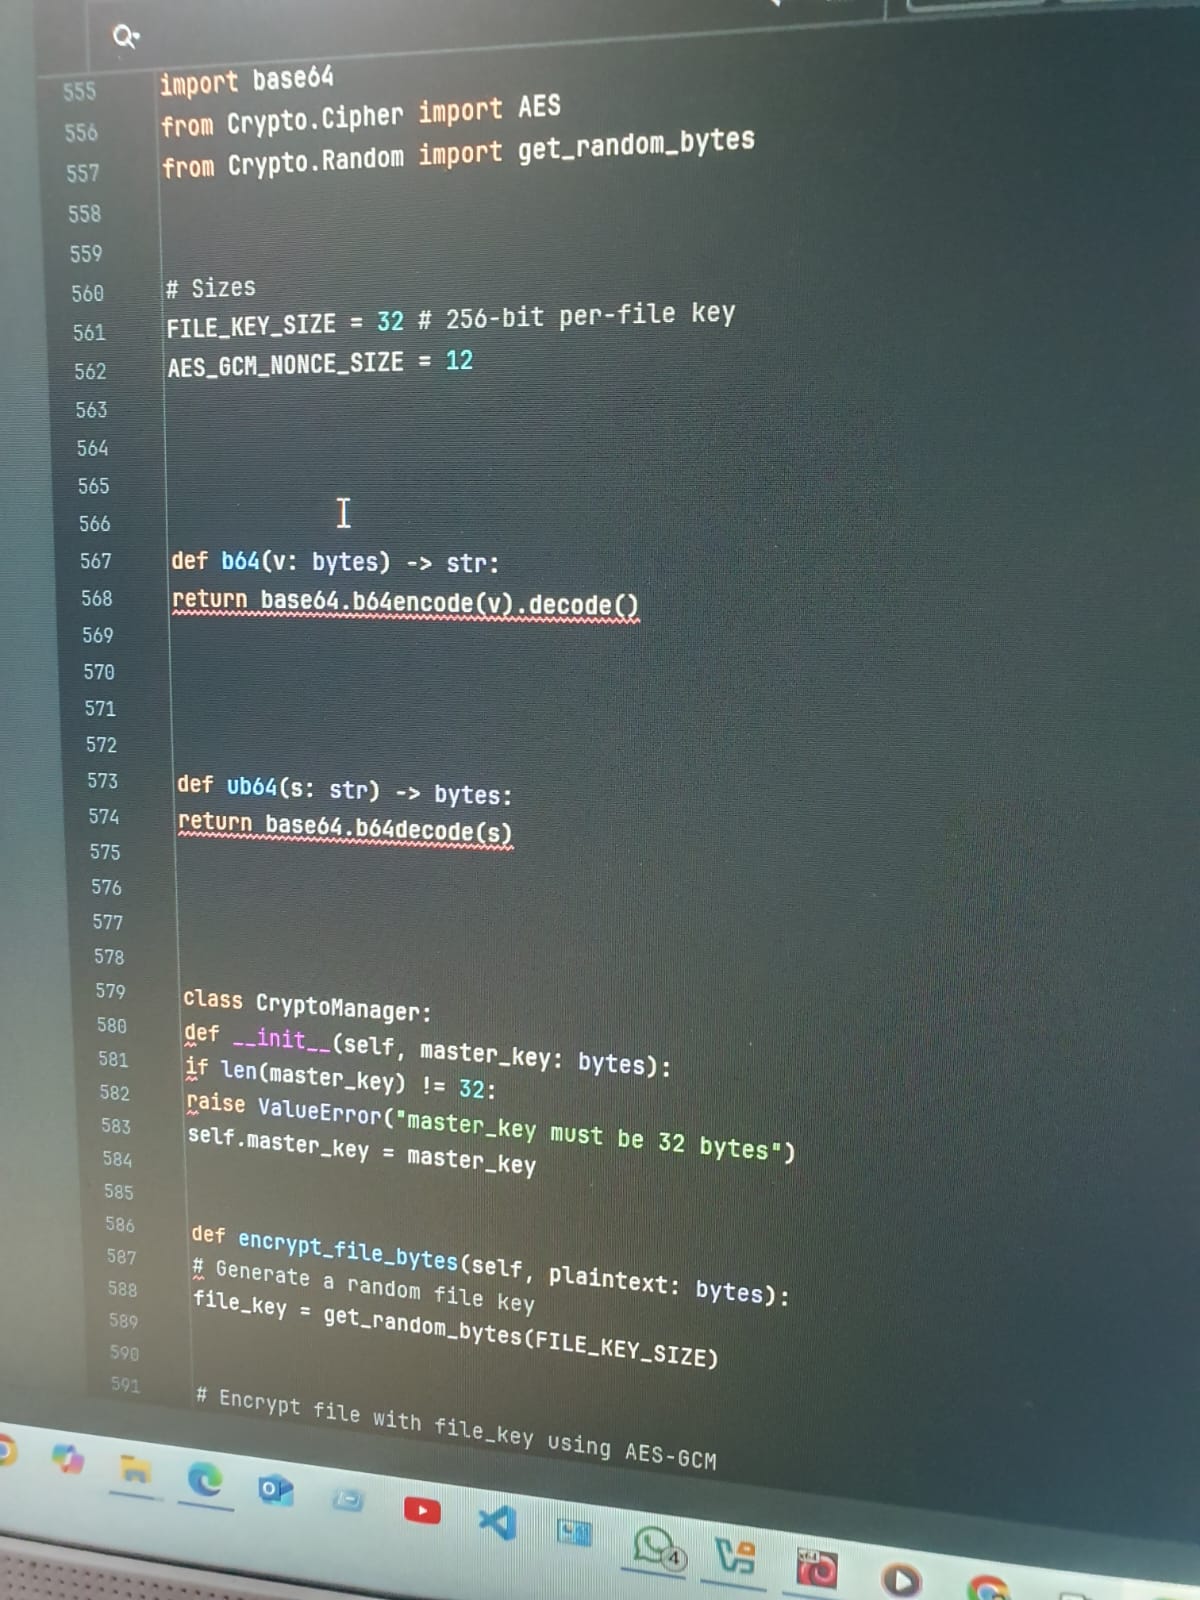 555 import base64
556 from Crypto.Cipher import AES
557 from Crypto.Random import get_random_bytes
558
559
560 # Sizes
561 FILE_KEY_SIZE = 32 # 256-bit per-file key
562 AES_GCM_NONCE_SIZE = 12
563
564
565
566
567 def b64(v: bytes) -> str:
568 return base64.b64encode(v).decode()
569
570
571
572
573 def ub64(s: str) -> bytes:
574 return base64.b64decode(s)
575
576
577
578
579 class CryptoManager:
580 def __init__(self, master_key: bytes):
581 if len(master_key) != 32:
582 raise ValueError("master_key must be 32 bytes")
583 self.master_key = master_key
584
585
586 def encrypt_file_bytes(self, plaintext: bytes):
587 # Generate a random file key
588 file_key = get_random_bytes(FILE_KEY_SIZE)
589
590
591 # Encrypt file with file_key using AES-GCM
4